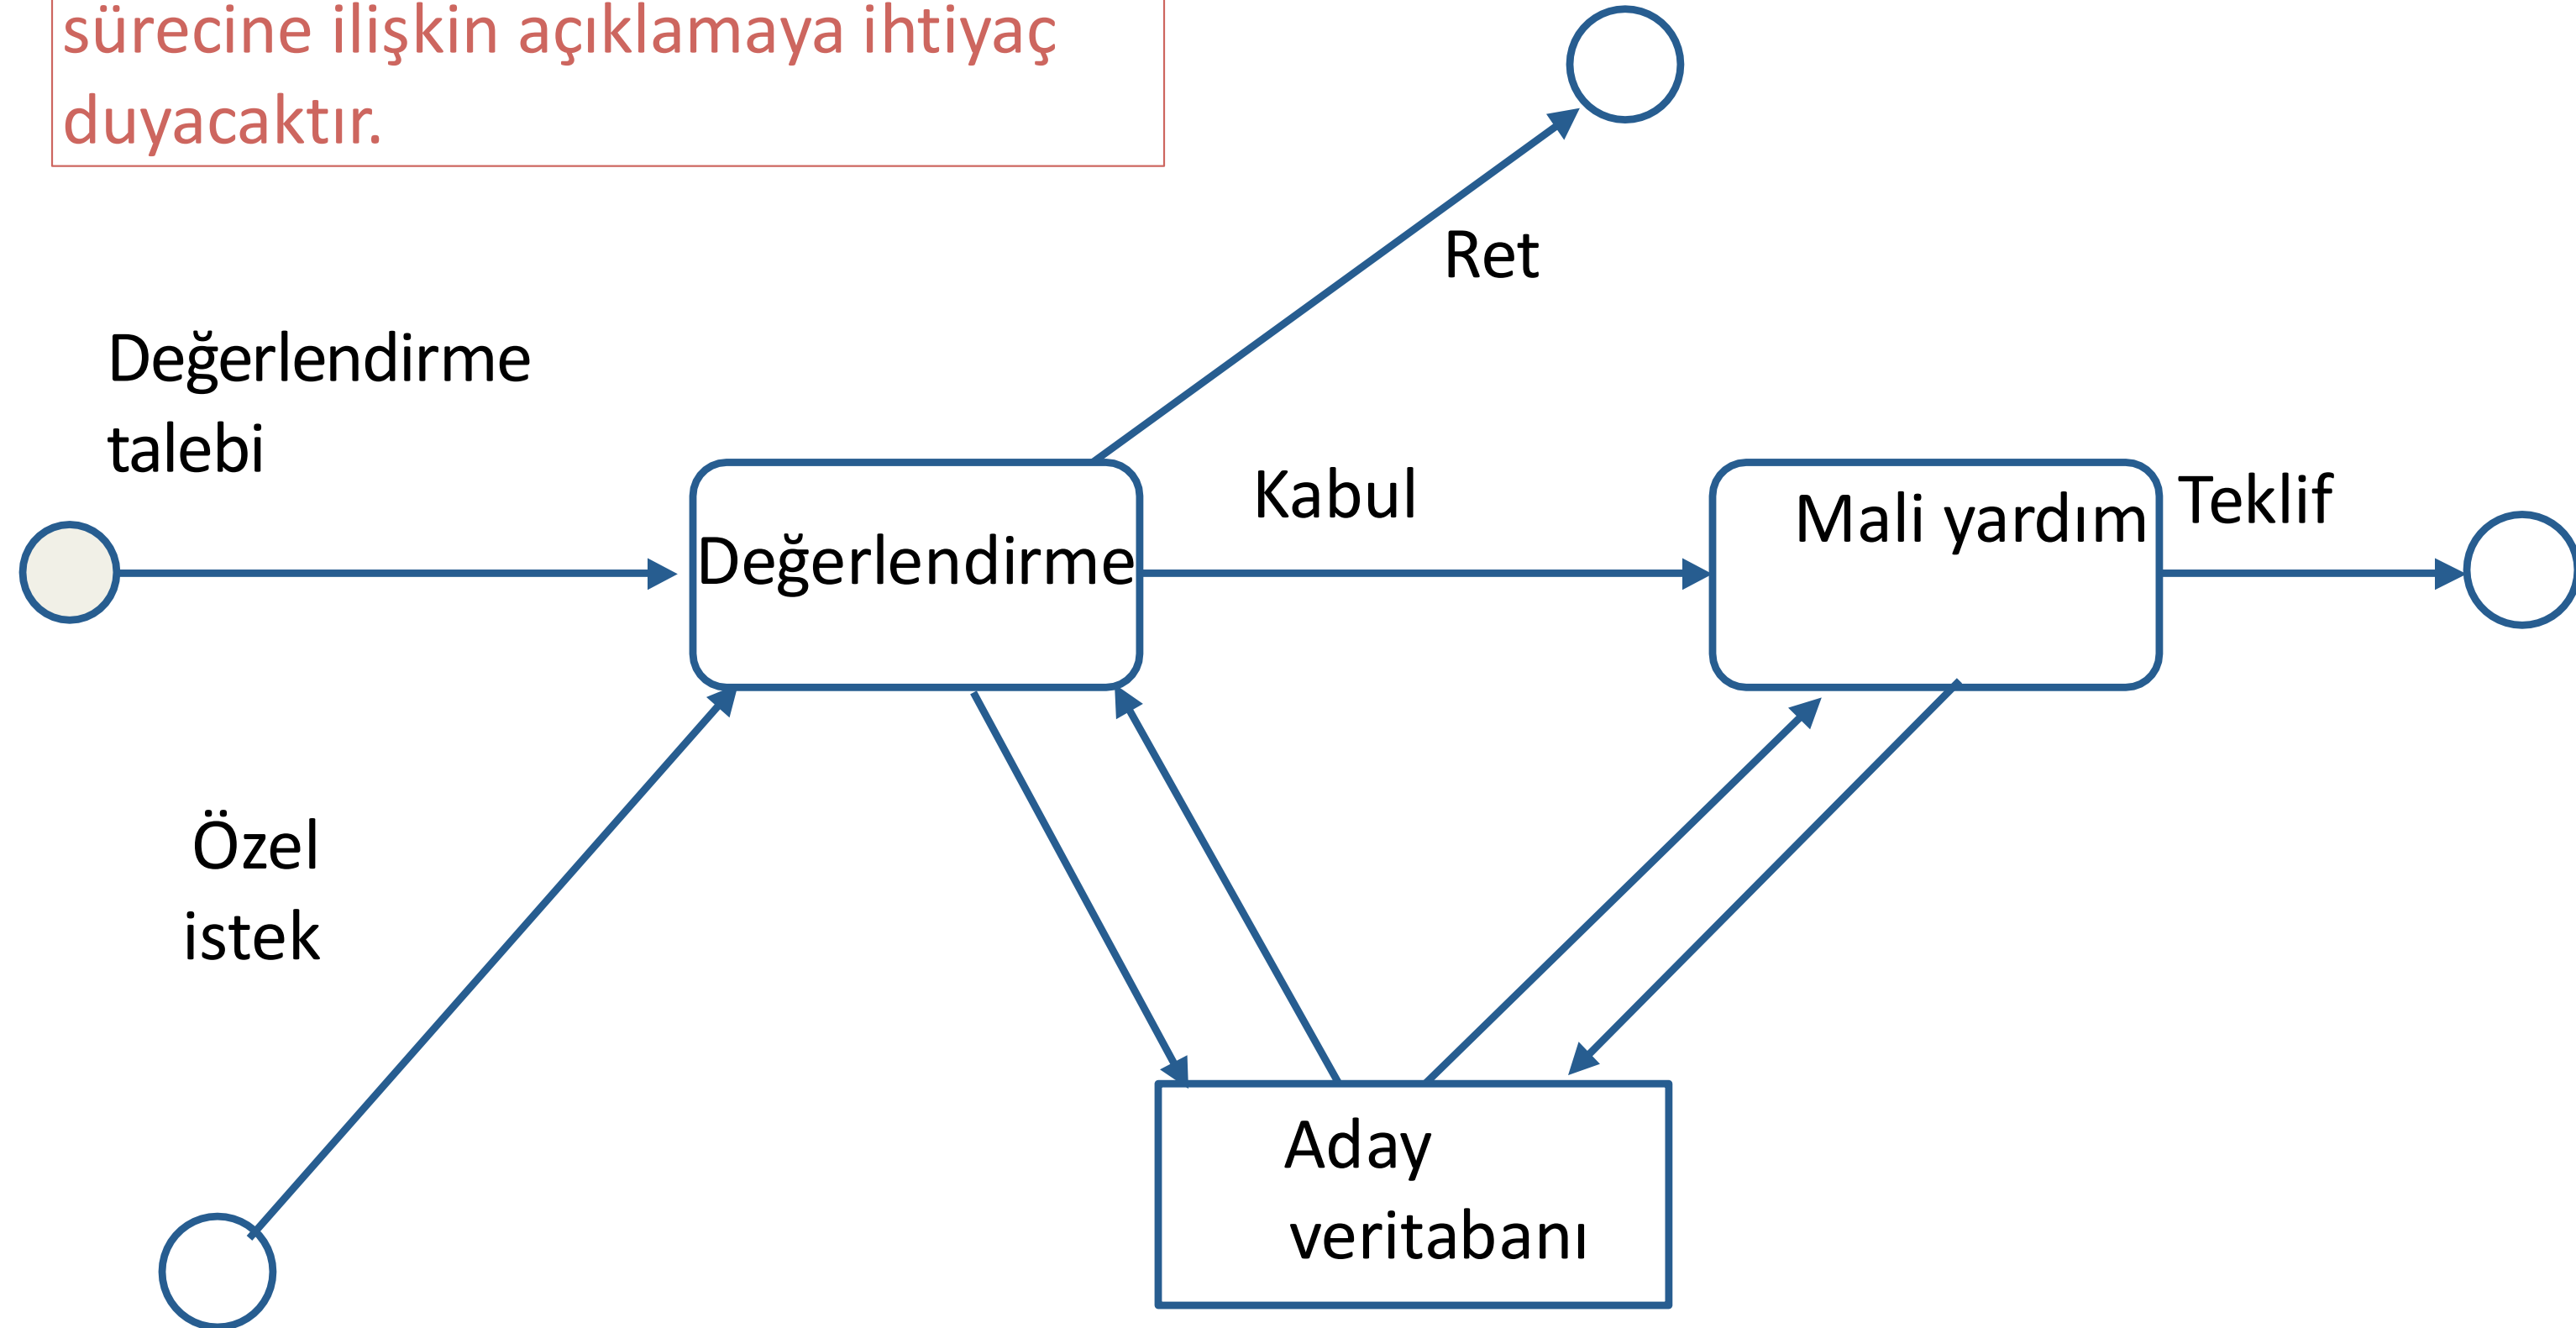 sürecine ilişkin açıklamaya ihtiyaç
duyacaktır.
Ret
Değerlendirme
talebi
Kabul
Mali yardım
Teklif
Değerlendirme
Özel
istek
Aday
veritabanı